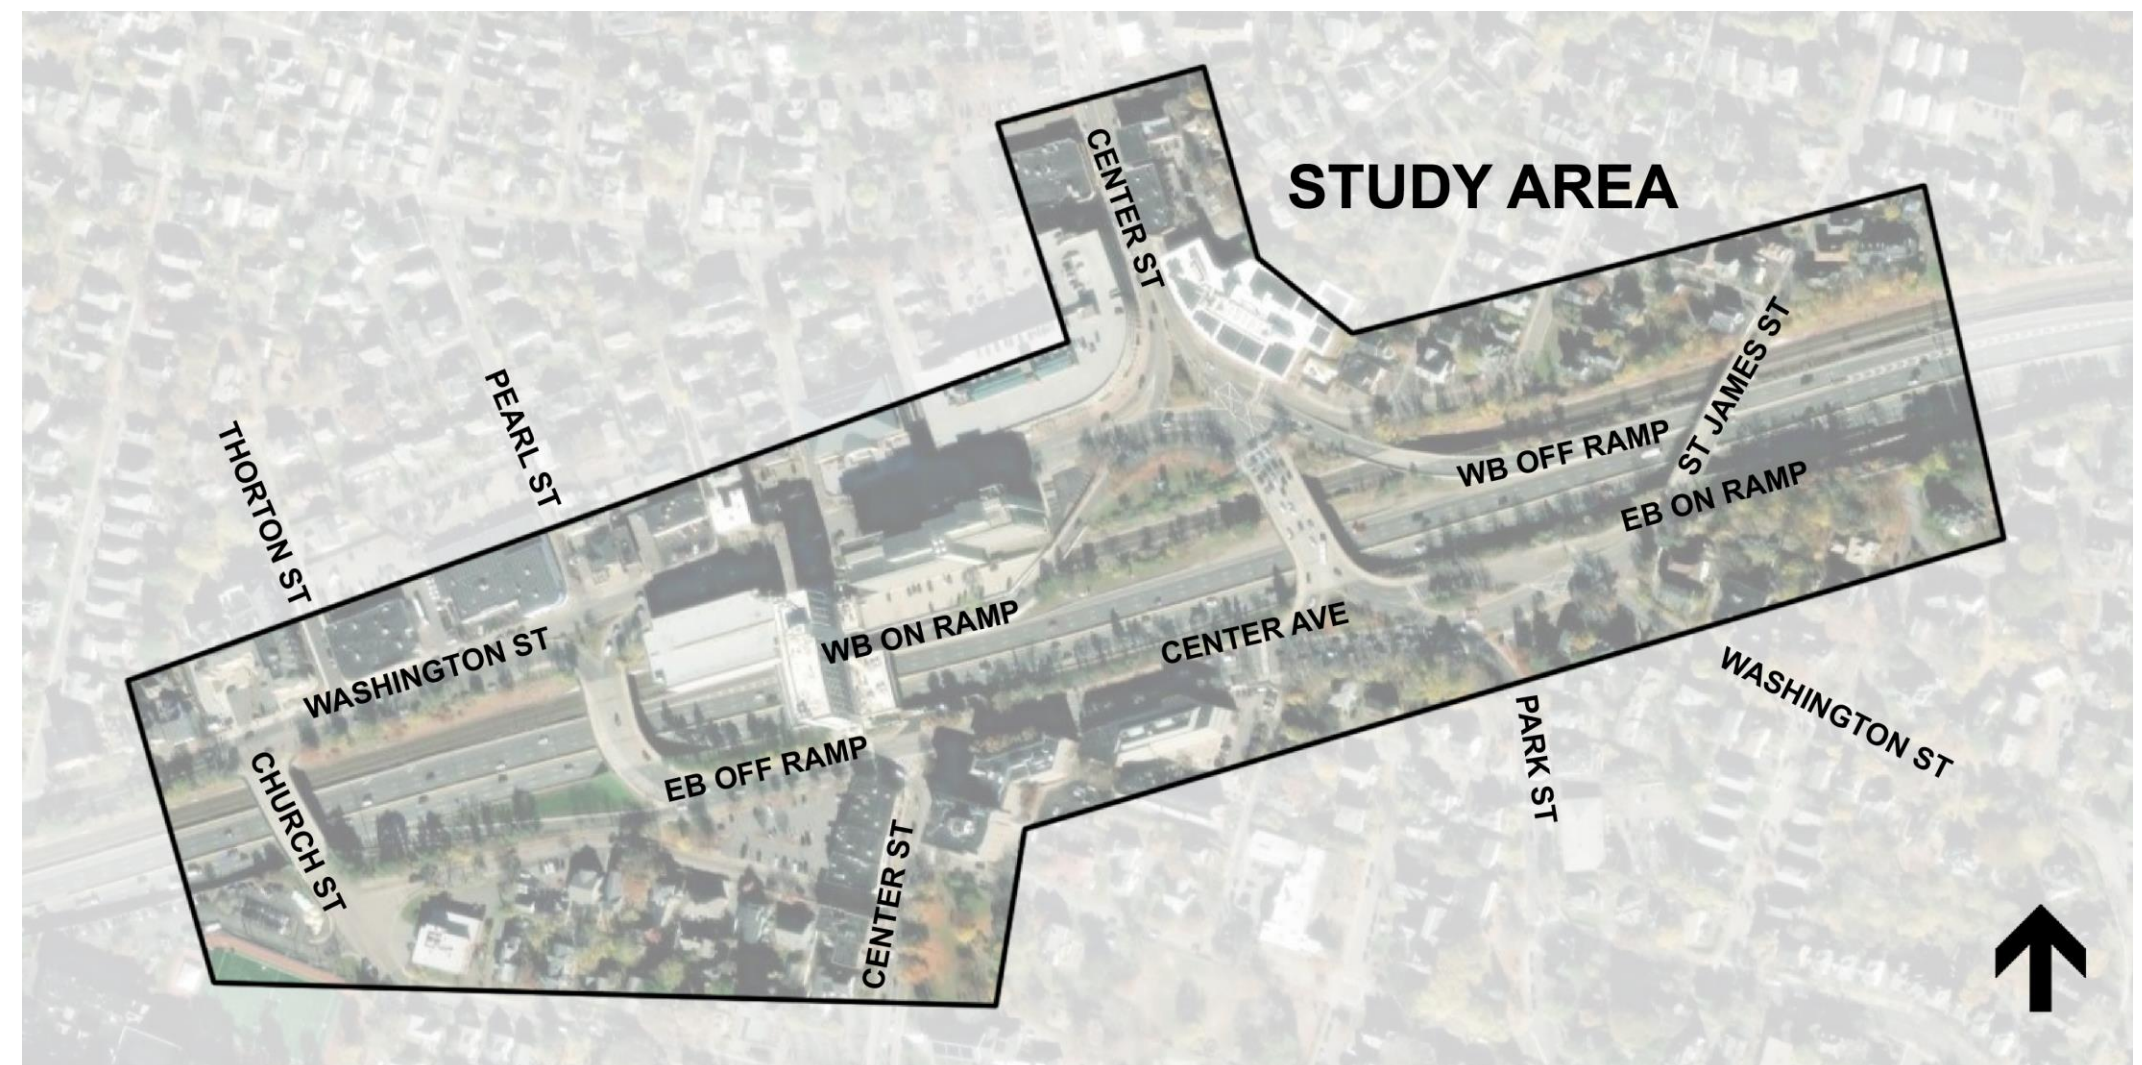 STUDY AREA
CENTER ST
PEARL ST
THORTON ST
ST JAMES ST
WB OFF RAMP
EB ON RAMP
WASHINGTON ST
WB ON RAMP
CENTER AVE
WASHINGTON ST
PARK ST
EB OFF RAMP
CHURCH ST
CENTER ST